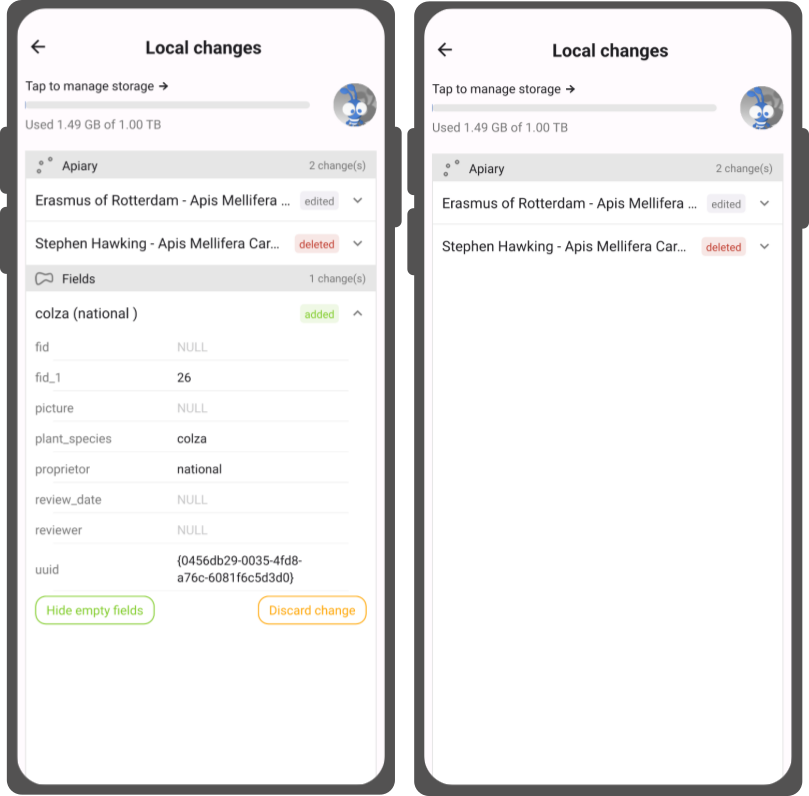 Local changes
Tap to manage storage →
Used 1.49 GB of 1.00 TB
Apiary 2 change(s)
Erasmus of Rotterdam - Apis Mellifera ... edited
Stephen Hawking - Apis Mellifera Car... deleted
Fields 1 change(s)
colza (national ) added
fid NULL
fid_1 26
picture NULL
plant_species colza
proprietor national
review_date NULL
reviewer NULL
uuid {0456db29-0035-4fd8-
a76c-6081f6c5d3d0}
Hide empty fields Discard change
Local changes
Tap to manage storage →
Used 1.49 GB of 1.00 TB
Apiary 2 change(s)
Erasmus of Rotterdam - Apis Mellifera ... edited
Stephen Hawking - Apis Mellifera Car... deleted